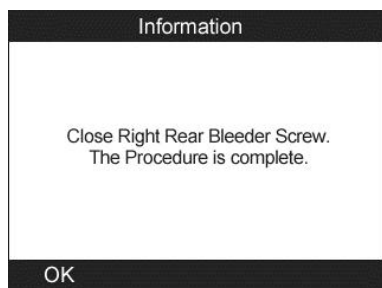 Information
Close Right Rear Bleeder Screw.
The Procedure is complete.
OK